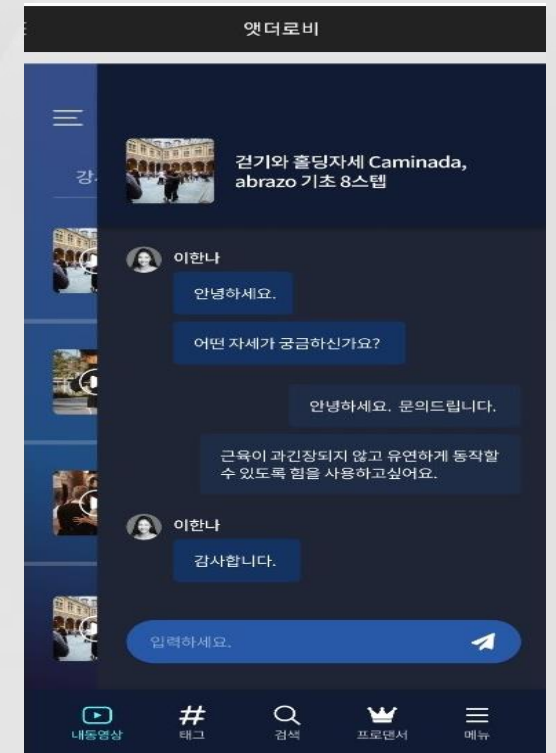 앳더로비
강
걷기와 홀딩자세 Caminada,
abrazo 기초 8스텝
이한나
안녕하세요.
어떤 자세가 궁금하신가요?
안녕하세요. 문의드립니다.
근육이 과긴장되지 않고 유연하게 동작할
수 있도록 힘을 사용하고싶어요.
이한나
감사합니다.
입력하세요.
내동영상
태그
검색
프로댄서
메뉴